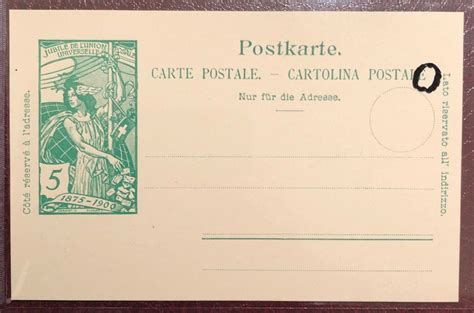 JUBILÉ DE L'UNION
UNIVERSELLE
5
1875-1900
Côté réservé à l'adresse.
Postkarte.
CARTE POSTALE. – CARTOLINA POSTALE
Nur für die Adresse.
Lato riservato all' indirizzo.